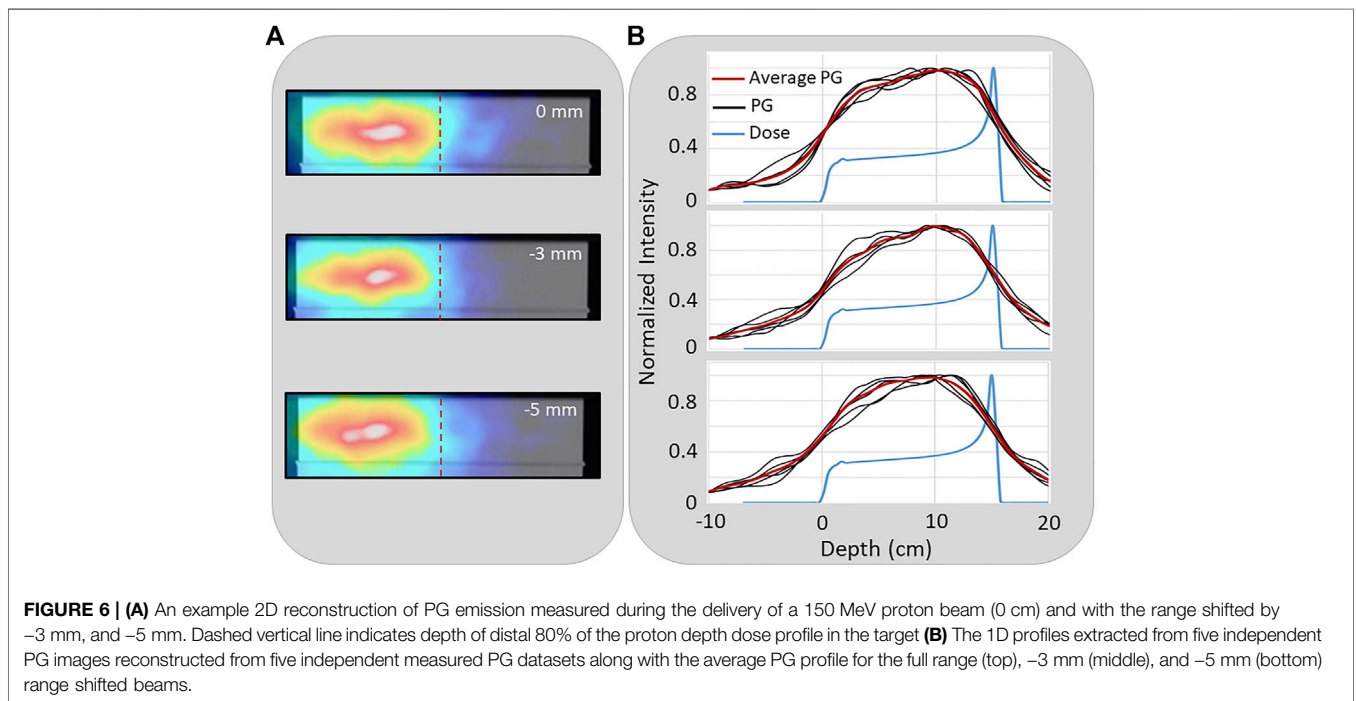 A
0 mm
-3 mm
-5 mm
B
Average PG
PG
Dose
0.8
0.4
0
0.8
0.4
0
0.8
0.4
0
Normalized Intensity
-10 0 10 20
Depth (cm)
FIGURE 6 | (A) An example 2D reconstruction of PG emission measured during the delivery of a 150 MeV proton beam (0 cm) and with the range shifted by
−3 mm, and −5 mm. Dashed vertical line indicates depth of distal 80% of the proton depth dose profile in the target (B) The 1D profiles extracted from five independent
PG images reconstructed from five independent measured PG datasets along with the average PG profile for the full range (top), −3 mm (middle), and −5 mm (bottom)
range shifted beams.